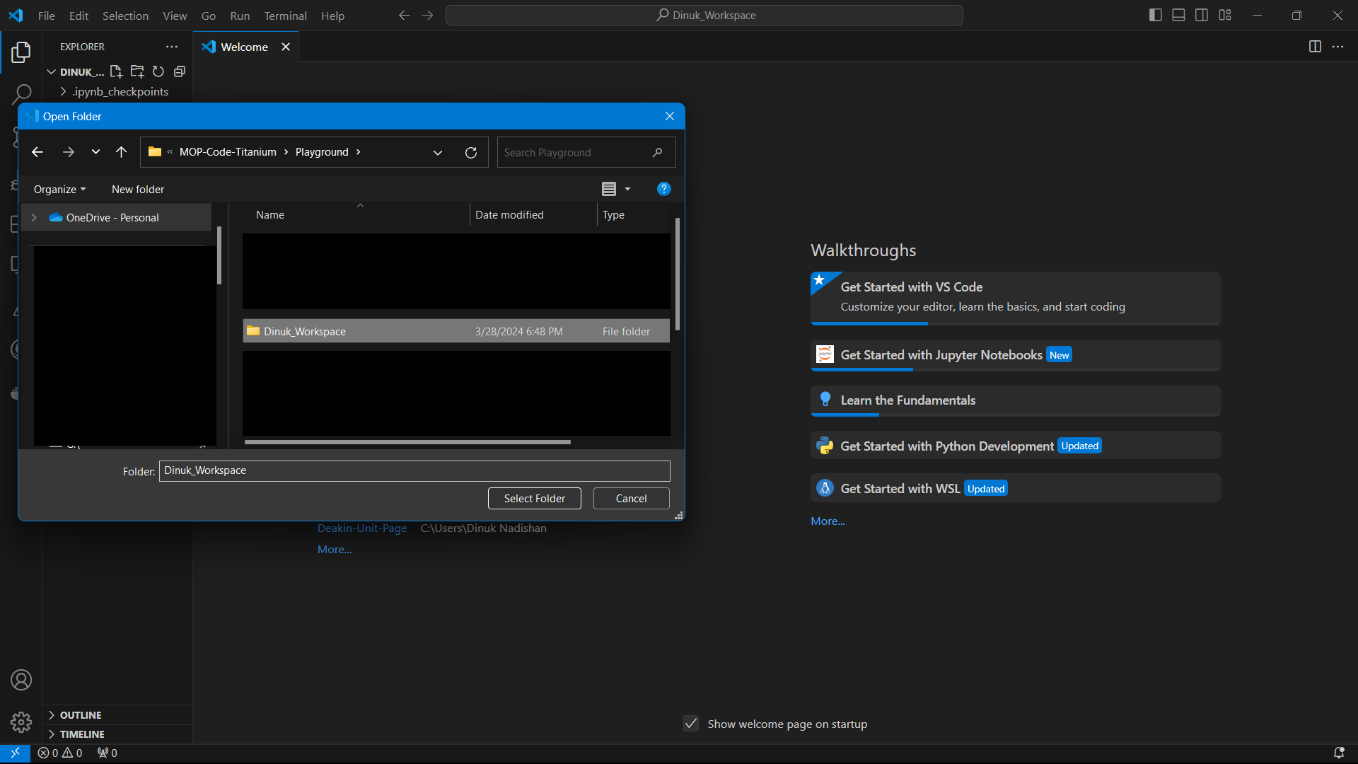 File Edit Selection View Go Run Terminal Help
Dinuk_Workspace
EXPLORER
Welcome
DINUK_...
.ipynb_checkpoints
Open Folder
« MOP-Code-Titanium › Playground ›
Search Playground
Organize
New folder
OneDrive - Personal
Name Date modified Type
Dinuk_Workspace 3/28/2024 6:48 PM File folder
Folder: Dinuk_Workspace
Select Folder Cancel
Deakin-Unit-Page C:\Users\Dinuk Nadishan
More...
Walkthroughs
Get Started with VS Code
Customize your editor, learn the basics, and start coding
Get Started with Jupyter Notebooks New
Learn the Fundamentals
Get Started with Python Development Updated
Get Started with WSL Updated
More...
OUTLINE
TIMELINE
Show welcome page on startup
0 0 0